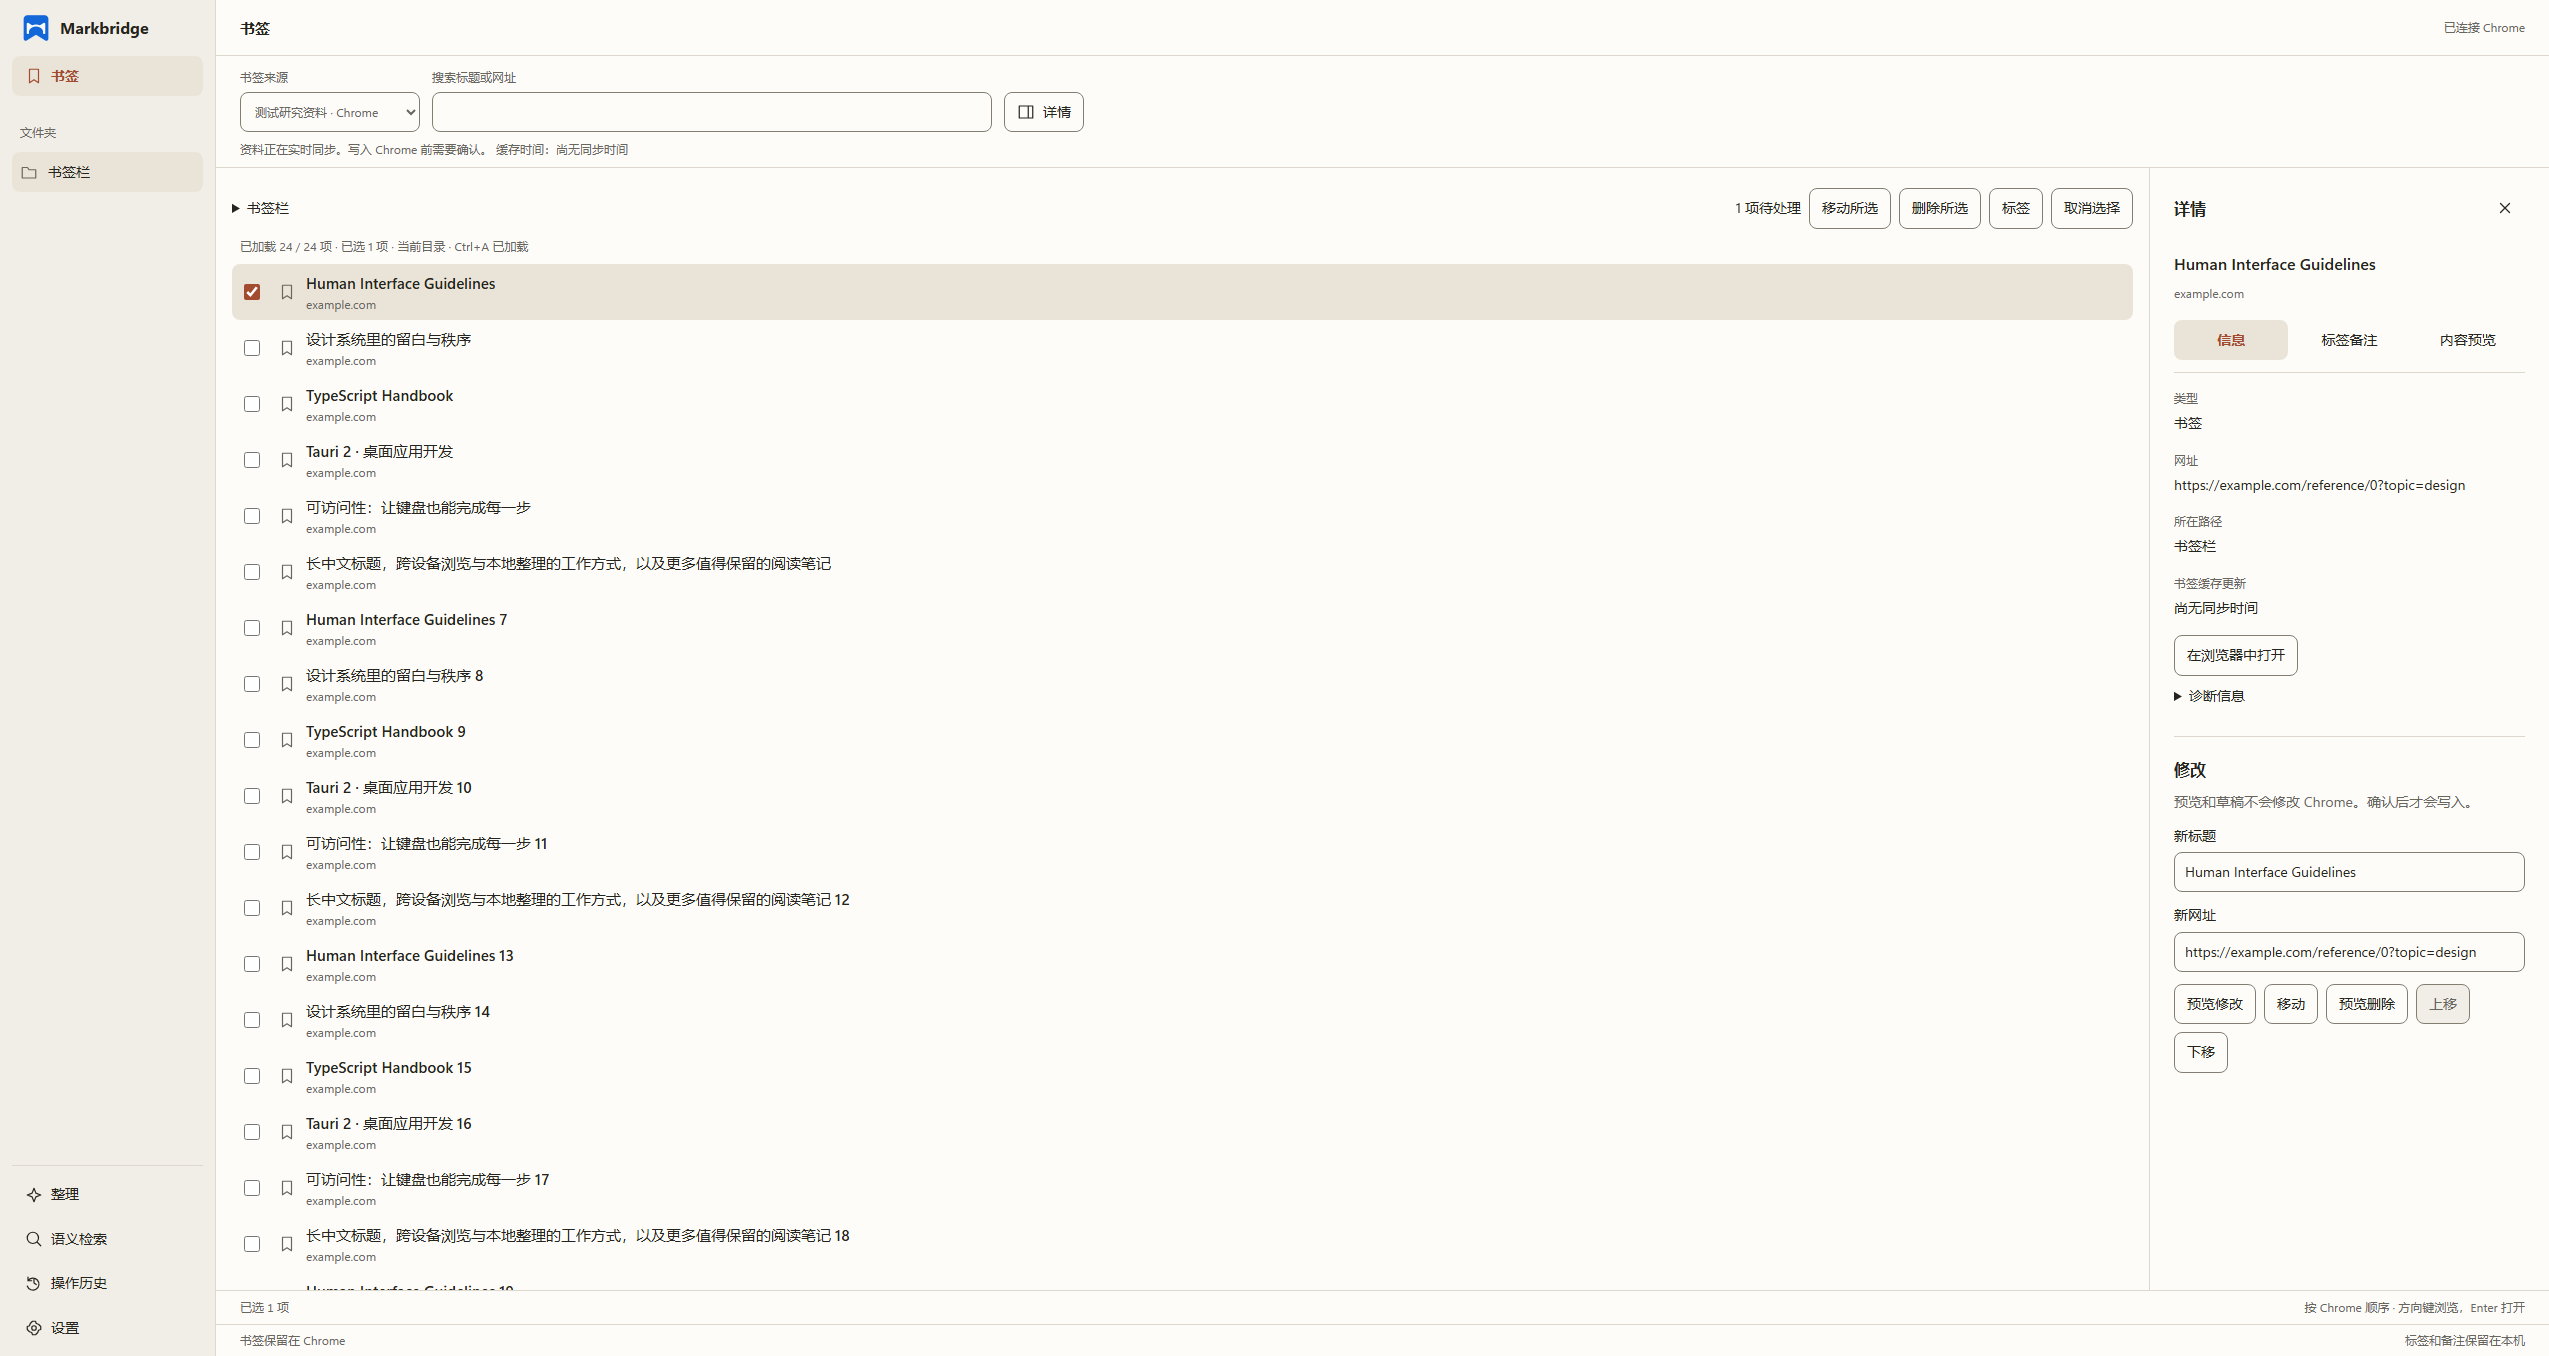 Markbridge
书签
文件夹
书签栏
整理
语义检索
操作历史
设置
书签
已连接 Chrome
书签来源
搜索标题或网址
测试研究资料 · Chrome
详情
资料正在实时同步。写入 Chrome 前需要确认。 缓存时间：尚无同步时间
书签栏
1 项待处理
移动所选
删除所选
标签
取消选择
已加载 24 / 24 项 · 已选 1 项 · 当前目录 · Ctrl+A 已加载
Human Interface Guidelines
example.com
设计系统里的留白与秩序
example.com
TypeScript Handbook
example.com
Tauri 2 · 桌面应用开发
example.com
可访问性：让键盘也能完成每一步
example.com
长中文标题，跨设备浏览与本地整理的工作方式，以及更多值得保留的阅读笔记
example.com
Human Interface Guidelines 7
example.com
设计系统里的留白与秩序 8
example.com
TypeScript Handbook 9
example.com
Tauri 2 · 桌面应用开发 10
example.com
可访问性：让键盘也能完成每一步 11
example.com
长中文标题，跨设备浏览与本地整理的工作方式，以及更多值得保留的阅读笔记 12
example.com
Human Interface Guidelines 13
example.com
设计系统里的留白与秩序 14
example.com
TypeScript Handbook 15
example.com
Tauri 2 · 桌面应用开发 16
example.com
可访问性：让键盘也能完成每一步 17
example.com
长中文标题，跨设备浏览与本地整理的工作方式，以及更多值得保留的阅读笔记 18
example.com
Human Interface Guidelines 19
详情
Human Interface Guidelines
example.com
信息
标签备注
内容预览
类型
书签
网址
https://example.com/reference/0?topic=design
所在路径
书签栏
书签缓存更新
尚无同步时间
在浏览器中打开
诊断信息
修改
预览和草稿不会修改 Chrome。确认后才会写入。
新标题
Human Interface Guidelines
新网址
https://example.com/reference/0?topic=design
预览修改
移动
预览删除
上移
下移
已选 1 项
按 Chrome 顺序 · 方向键浏览，Enter 打开
书签保留在 Chrome
标签和备注保留在本机